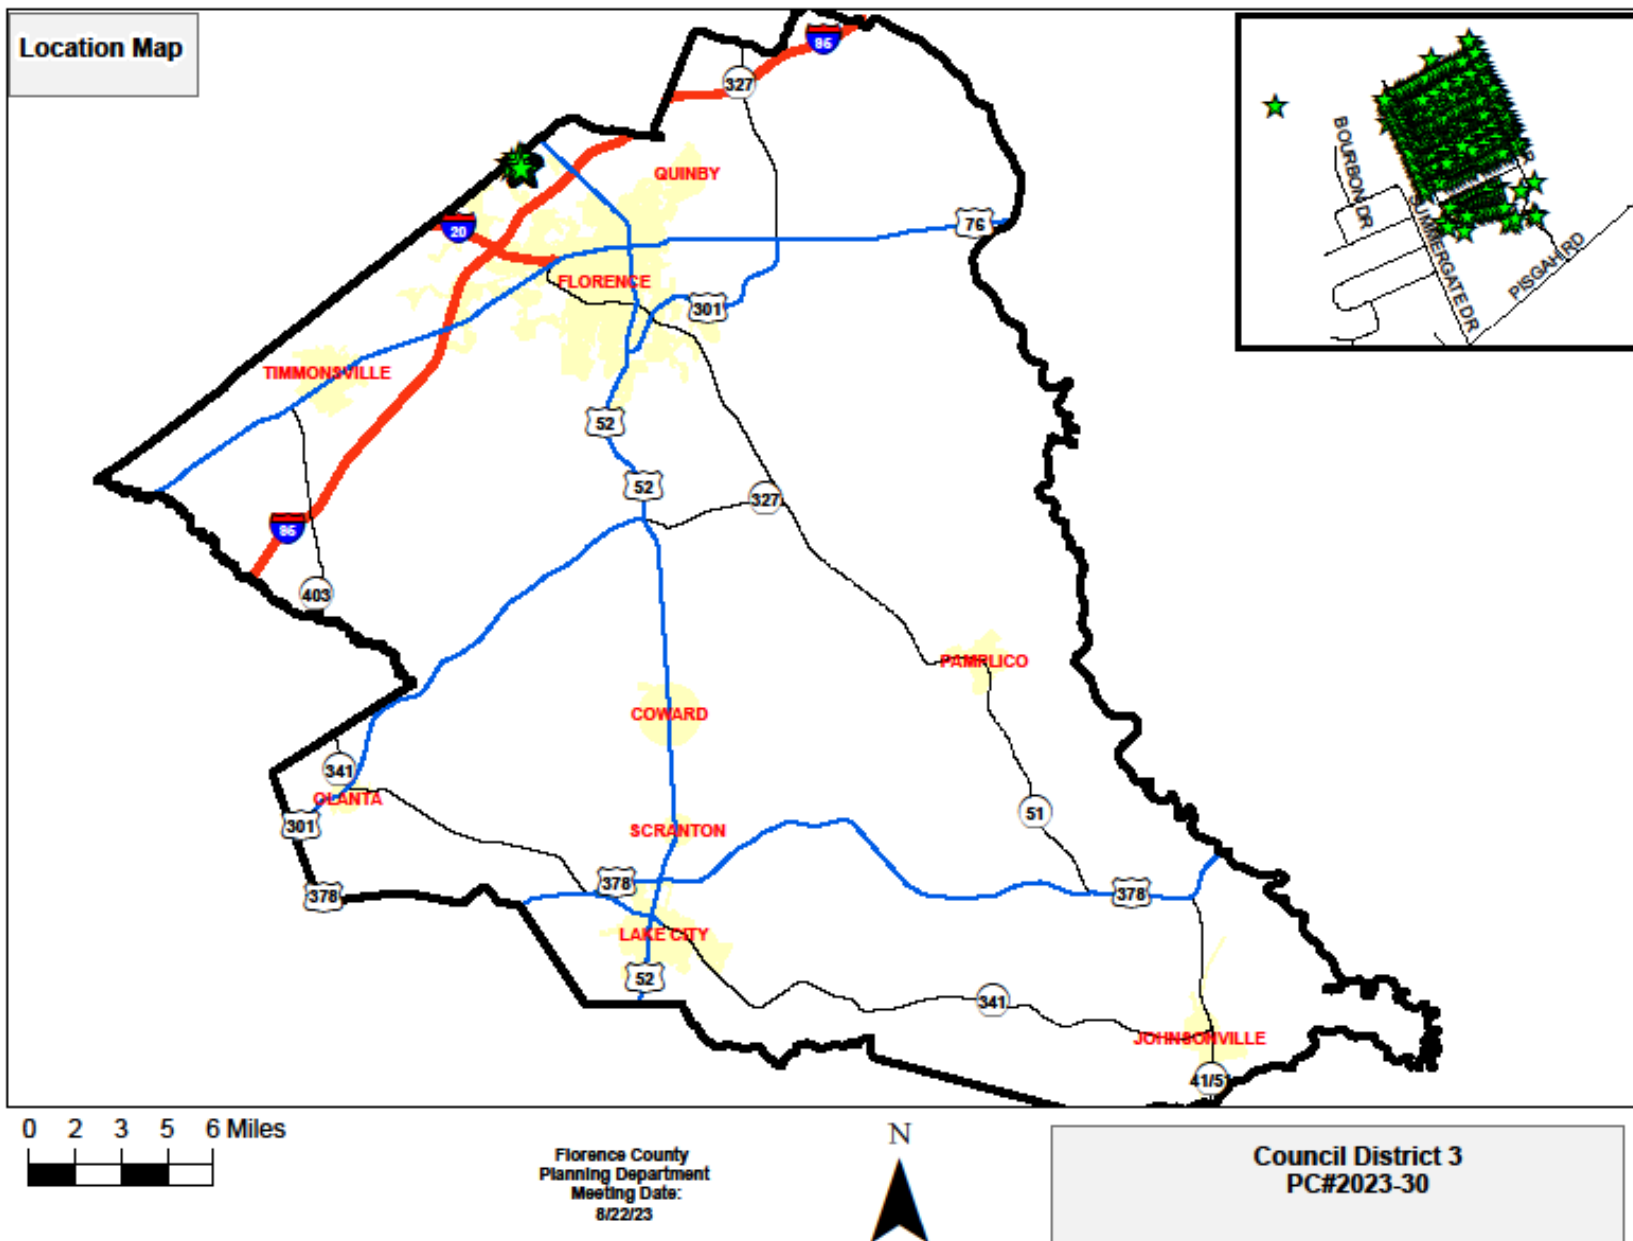 Location Map
95
327
QUINBY
20
76
FLORENCE
301
TIMMONSVILLE
52
52
327
95
403
PAMPLICO
COWARD
341
OLANTA
301
51
SCRANTON
378
378
378
LAKE CITY
52
341
JOHNSONVILLE
41/51
BOURBON DR
SUMMERGATE DR
PISGAH RD
0 2 3 5 6 Miles
Florence County
Planning Department
Meeting Date:
8/22/23
N
Council District 3
PC#2023-30